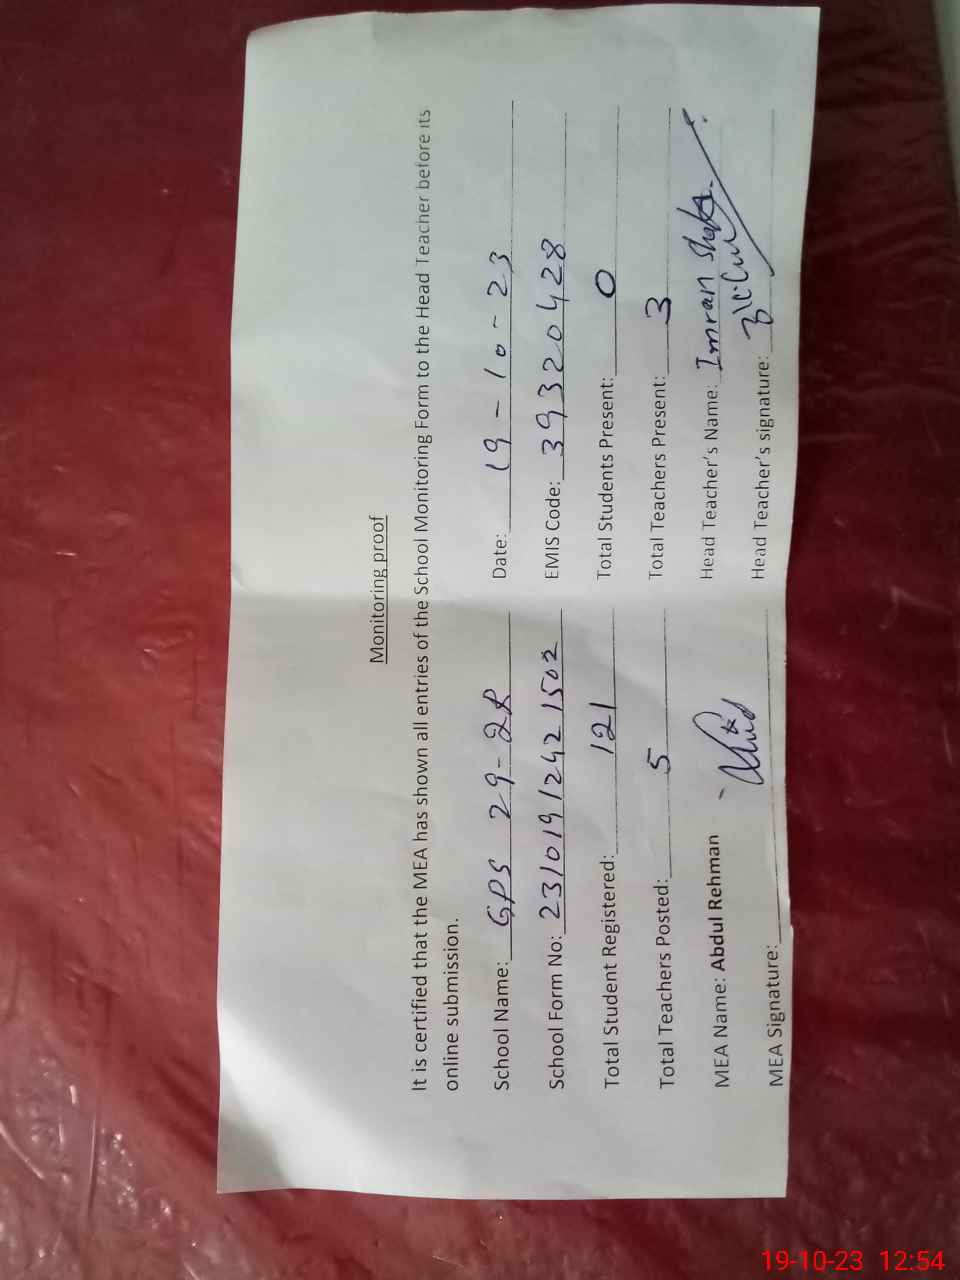 Monitoring proof
It is certified that the MEA has shown all entries of the School Monitoring Form to the Head Teacher before its
online submission.
School Name: GPS 29-2R Date: 19-10-23
School Form No: 23101912421502 EMIS Code: 39320428
Total Student Registered: 121 Total Students Present: 0
Total Teachers Posted: 5 Total Teachers Present: 3
MEA Name: Abdul Rehman Head Teacher's Name: Imran
MEA Signature: Head Teacher's signature:
19-10-23 12:54